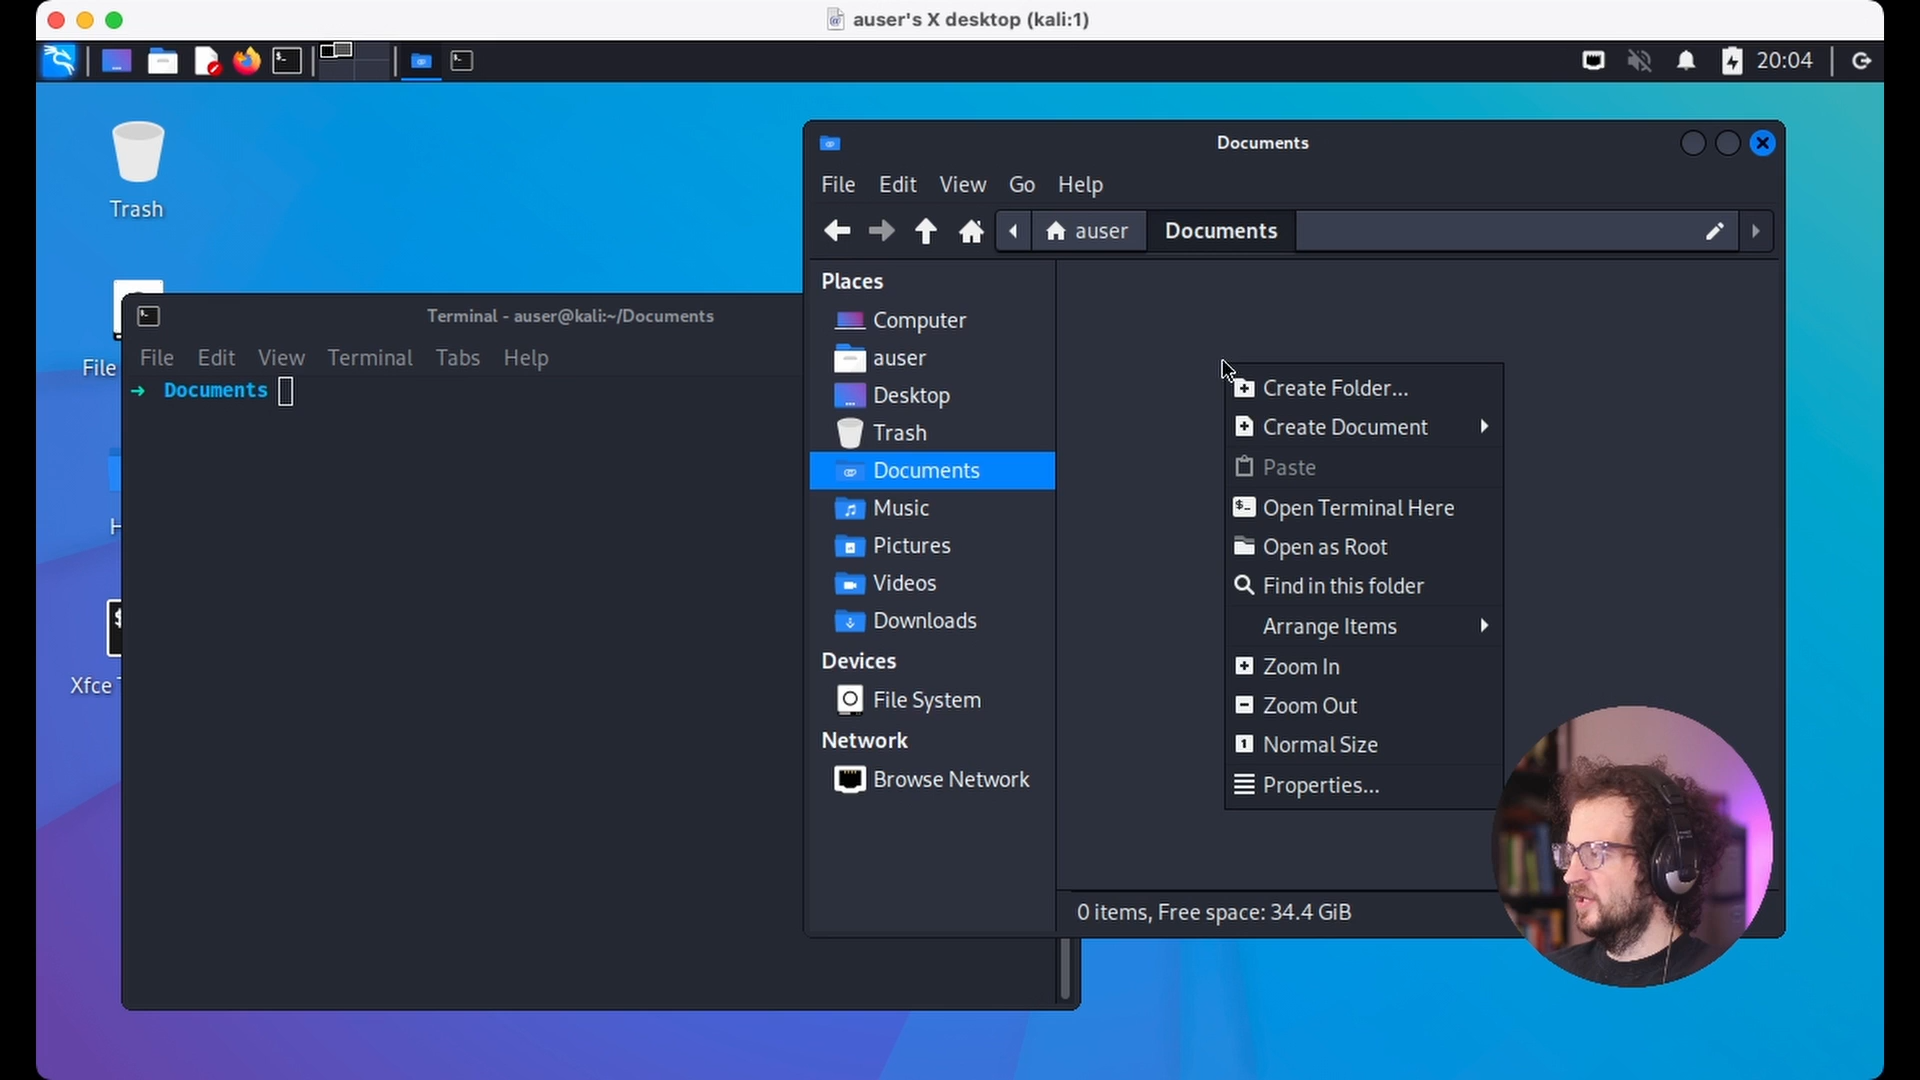 auser's X desktop (kali:1)
20:04
Trash
File
H
Xfce T
Terminal - auser@kali:~/Documents
File Edit View Terminal Tabs Help
→ Documents
Documents
File Edit View Go Help
auser Documents
Places
Computer
auser
Desktop
Trash
Documents
Music
Pictures
Videos
Downloads
Devices
File System
Network
Browse Network
Create Folder...
Create Document
Paste
Open Terminal Here
Open as Root
Find in this folder
Arrange Items
Zoom In
Zoom Out
Normal Size
Properties...
0 items, Free space: 34.4 GiB